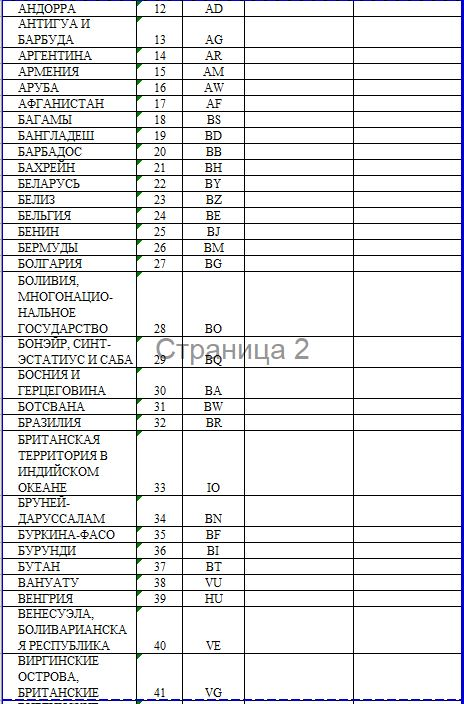 АНДОРРА 12 AD
АНТИГУА И
БАРБУДА 13 AG
АРГЕНТИНА 14 AR
АРМЕНИЯ 15 AM
АРУБА 16 AW
АФГАНИСТАН 17 AF
БАГАМЫ 18 BS
БАНГЛАДЕШ 19 BD
БАРБАДОС 20 BB
БАХРЕЙН 21 BH
БЕЛАРУСЬ 22 BY
БЕЛИЗ 23 BZ
БЕЛЬГИЯ 24 BE
БЕНИН 25 BJ
БЕРМУДЫ 26 BM
БОЛГАРИЯ 27 BG
БОЛИВИЯ,
МНОГОНАЦИО-
НАЛЬНОЕ
ГОСУДАРСТВО 28 BO
БОНЭЙР, СИНТ-
ЭСТАТИУС И САБА 29 BQ
Страница 2
БОСНИЯ И
ГЕРЦЕГОВИНА 30 BA
БОТСВАНА 31 BW
БРАЗИЛИЯ 32 BR
БРИТАНСКАЯ
ТЕРРИТОРИЯ В
ИНДИЙСКОМ
ОКЕАНЕ 33 IO
БРУНЕЙ-
ДАРУССАЛАМ 34 BN
БУРКИНА-ФАСО 35 BF
БУРУНДИ 36 BI
БУТАН 37 BT
ВАНУАТУ 38 VU
ВЕНГРИЯ 39 HU
ВЕНЕСУЭЛА,
БОЛИВАРИАНСКА
Я РЕСПУБЛИКА 40 VE
ВИРГИНСКИЕ
ОСТРОВА,
БРИТАНСКИЕ 41 VG